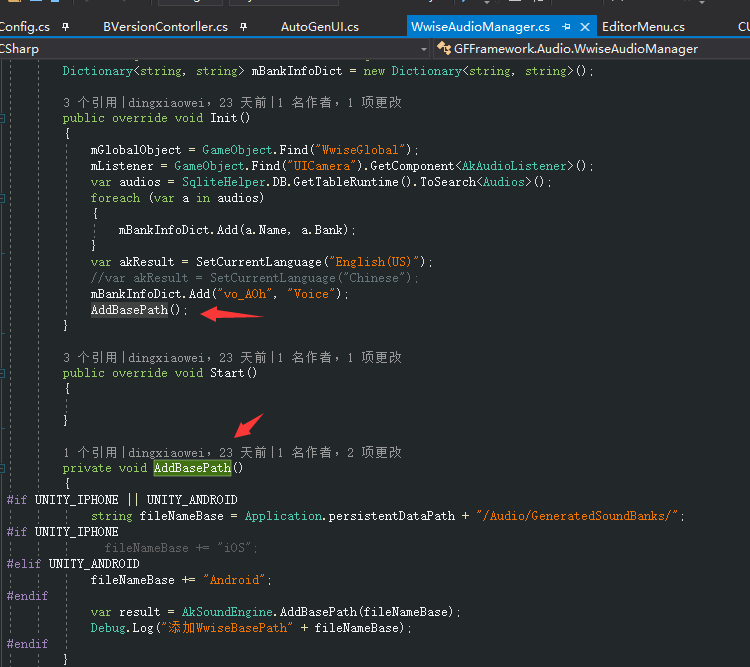 Config.cs BVersionContorller.cs AutoGenUI.cs WwiseAudioManager.cs EditorMenu.cs CU
CSharp GFFramework.Audio.WwiseAudioManager
Dictionary<string, string> mBankInfoDict = new Dictionary<string, string>();
3 个引用|dingxiaowei，23 天前|1 名作者，1 项更改
public override void Init()
{
mGlobalObject = GameObject.Find("WwiseGlobal");
mListener = GameObject.Find("UICamera").GetComponent<AkAudioListener>();
var audios = SqliteHelper.DB.GetTableRuntime().ToSearch<Audios>();
foreach (var a in audios)
{
mBankInfoDict.Add(a.Name, a.Bank);
}
var akResult = SetCurrentLanguage("English(US)");
//var akResult = SetCurrentLanguage("Chinese");
mBankInfoDict.Add("vo_AOh", "Voice");
AddBasePath();
}
3 个引用|dingxiaowei，23 天前|1 名作者，1 项更改
public override void Start()
{
}
1 个引用|dingxiaowei，23 天前|1 名作者，2 项更改
private void AddBasePath()
{
#if UNITY_IPHONE || UNITY_ANDROID
string fileNameBase = Application.persistentDataPath + "/Audio/GeneratedSoundBanks/";
#if UNITY_IPHONE
fileNameBase += "iOS";
#elif UNITY_ANDROID
fileNameBase += "Android";
#endif
var result = AkSoundEngine.AddBasePath(fileNameBase);
Debug.Log("添加WwiseBasePath" + fileNameBase);
#endif
}